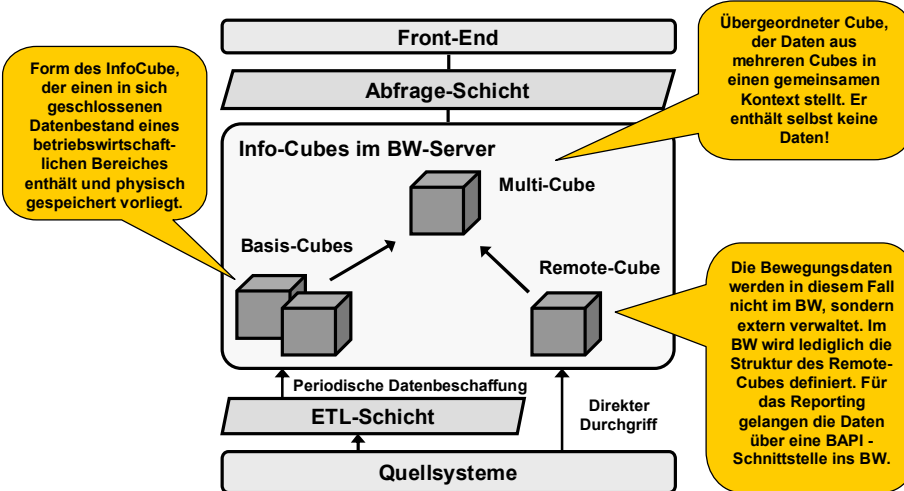 Front-End
Abfrage-Schicht
Form des InfoCube,
der einen in sich
geschlossenen
Datenbestand eines
betriebswirtschaft-
lichen Bereiches
enthält und physisch
gespeichert vorliegt.
Übergeordneter Cube,
der Daten aus
mehreren Cubes in
einen gemeinsamen
Kontext stellt. Er
enthält selbst keine
Daten!
Info-Cubes im BW-Server
Multi-Cube
Basis-Cubes
Remote-Cube
Die Bewegungsdaten
werden in diesem Fall
nicht im BW, sondern
extern verwaltet. Im
BW wird lediglich die
Struktur des Remote-
Cubes definiert. Für
das Reporting
gelangen die Daten
über eine BAPI -
Schnittstelle ins BW.
Periodische Datenbeschaffung
ETL-Schicht
Direkter
Durchgriff
Quellsysteme